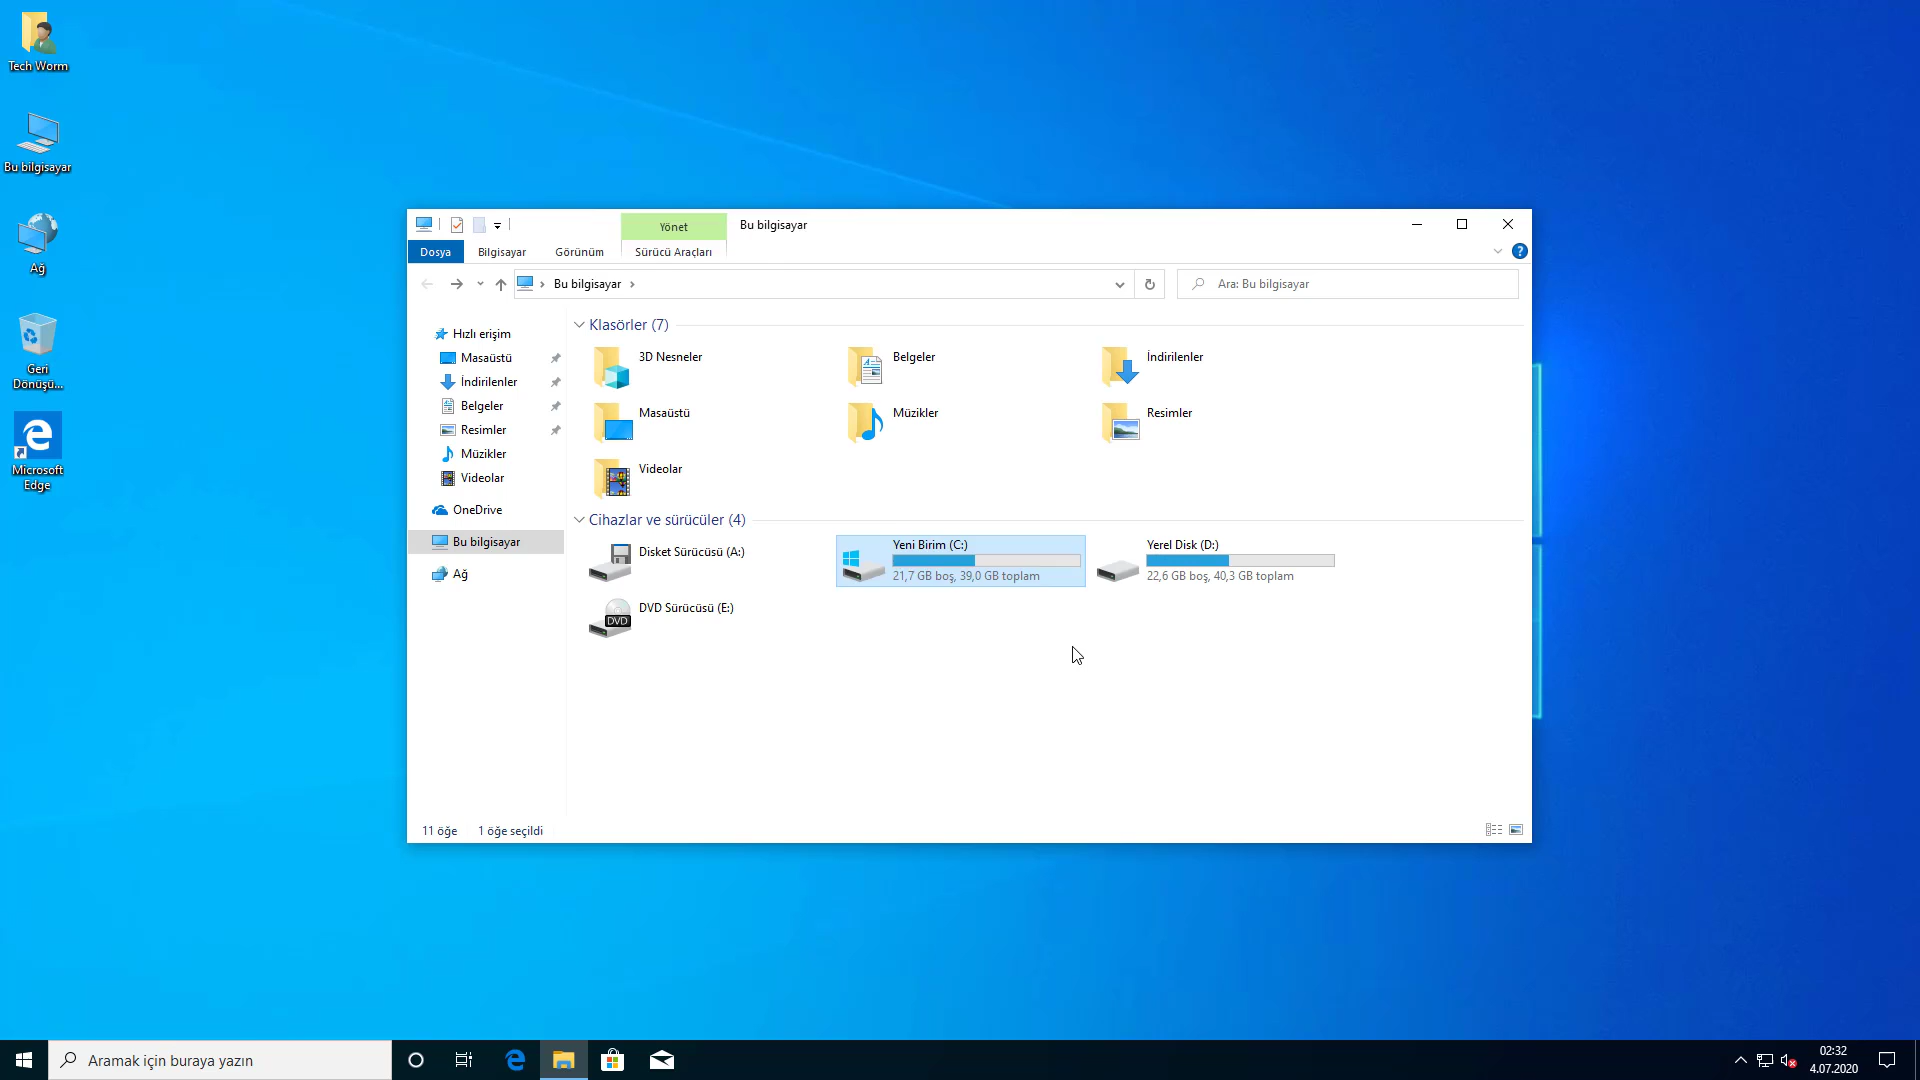 Tech Worm
Bu bilgisayar
Ağ
Geri
Dönüşü...
Microsoft
Edge
Yönet
Bu bilgisayar
Dosya
Bilgisayar
Görünüm
Sürücü Araçları
Bu bilgisayar
Ara: Bu bilgisayar
Hızlı erişim
Masaüstü
İndirilenler
Belgeler
Resimler
Müzikler
Videolar
OneDrive
Bu bilgisayar
Ağ
Klasörler (7)
3D Nesneler
Belgeler
İndirilenler
Masaüstü
Müzikler
Resimler
Videolar
Cihazlar ve sürücüler (4)
Disket Sürücüsü (A:)
Yeni Birim (C:)
21,7 GB boş, 39,0 GB toplam
Yerel Disk (D:)
22,6 GB boş, 40,3 GB toplam
DVD
DVD Sürücüsü (E:)
11 öğe
1 öğe seçildi
Aramak için buraya yazın
02:32
4.07.2020